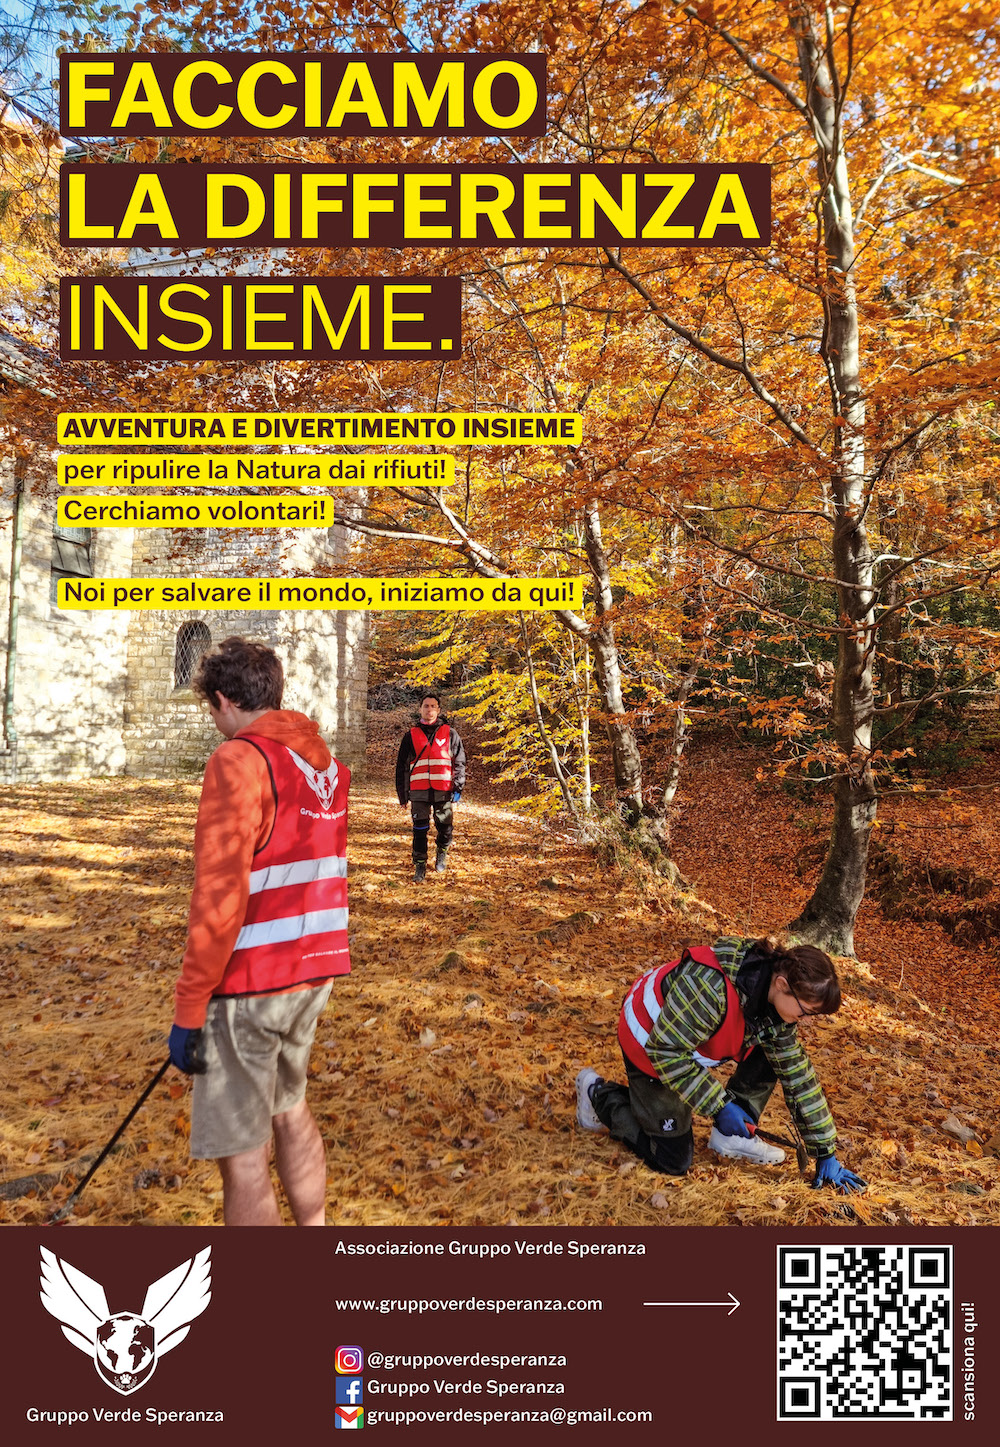 FACCIAMO
LA DIFFERENZA
INSIEME.
AVVENTURA E DIVERTIMENTO INSIEME
per ripulire la Natura dai rifiuti!
Cerchiamo volontari!
Noi per salvare il mondo, iniziamo da qui!
Gruppo Verde Speranza
Associazione Gruppo Verde Speranza
www.gruppoverdesperanza.com
@gruppoverdesperanza
Gruppo Verde Speranza
gruppoverdesperanza@gmail.com
Gruppo Verde Speranza
scansiona qui!